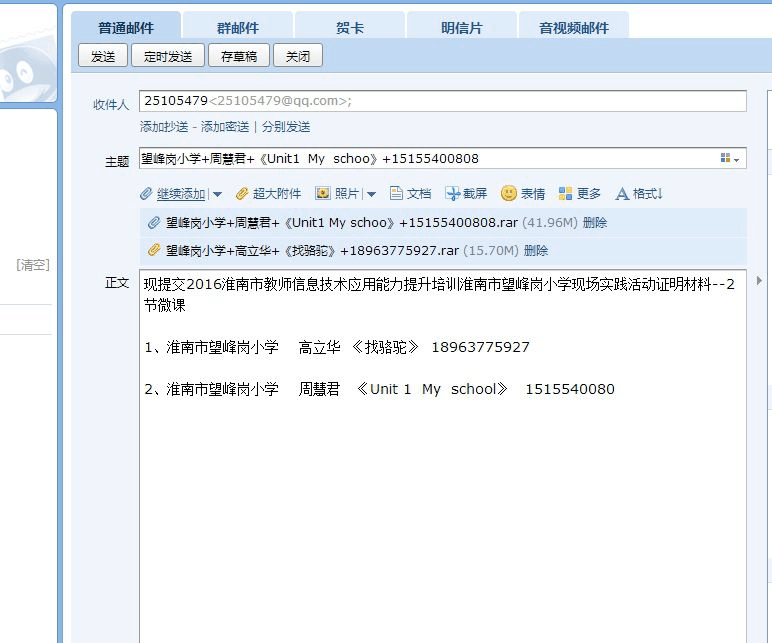 普通邮件 群邮件 贺卡 明信片 音视频邮件
发送 定时发送 存草稿 关闭
收件人 25105479<25105479@qq.com>;
添加抄送 - 添加密送 | 分别发送
主题 望峰岗小学+周慧君+《Unit1 My schoo》+15155400808
继续添加 超大附件 照片 文档 截屏 表情 更多 格式↓
望峰岗小学+周慧君+《Unit1 My schoo》+15155400808.rar (41.96M) 删除
望峰岗小学+高立华+《找骆驼》+18963775927.rar (15.70M) 删除
[清空]
正文 现提交2016淮南市教师信息技术应用能力提升培训淮南市望峰岗小学现场实践活动证明材料--2
节微课
1、淮南市望峰岗小学 高立华 《找骆驼》 18963775927
2、淮南市望峰岗小学 周慧君 《Unit 1 My school》 1515540080